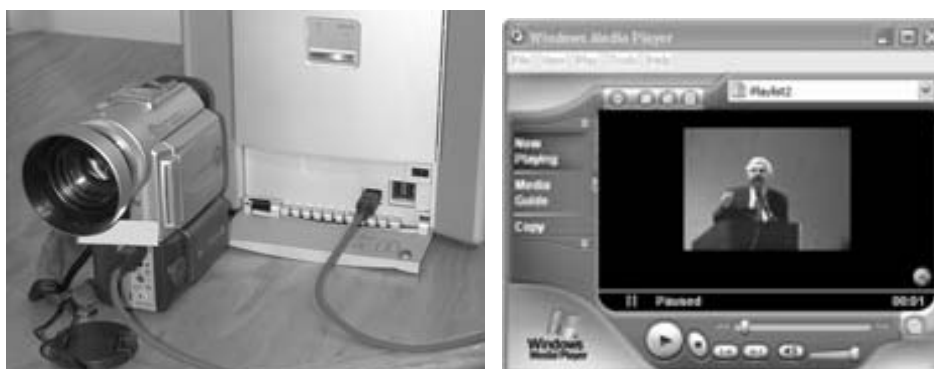 Windows Media Player
File View Play Tools Help
Playlist2
Now
Playing
Media
Guide
Copy
Paused
00:01
Windows
Media Player